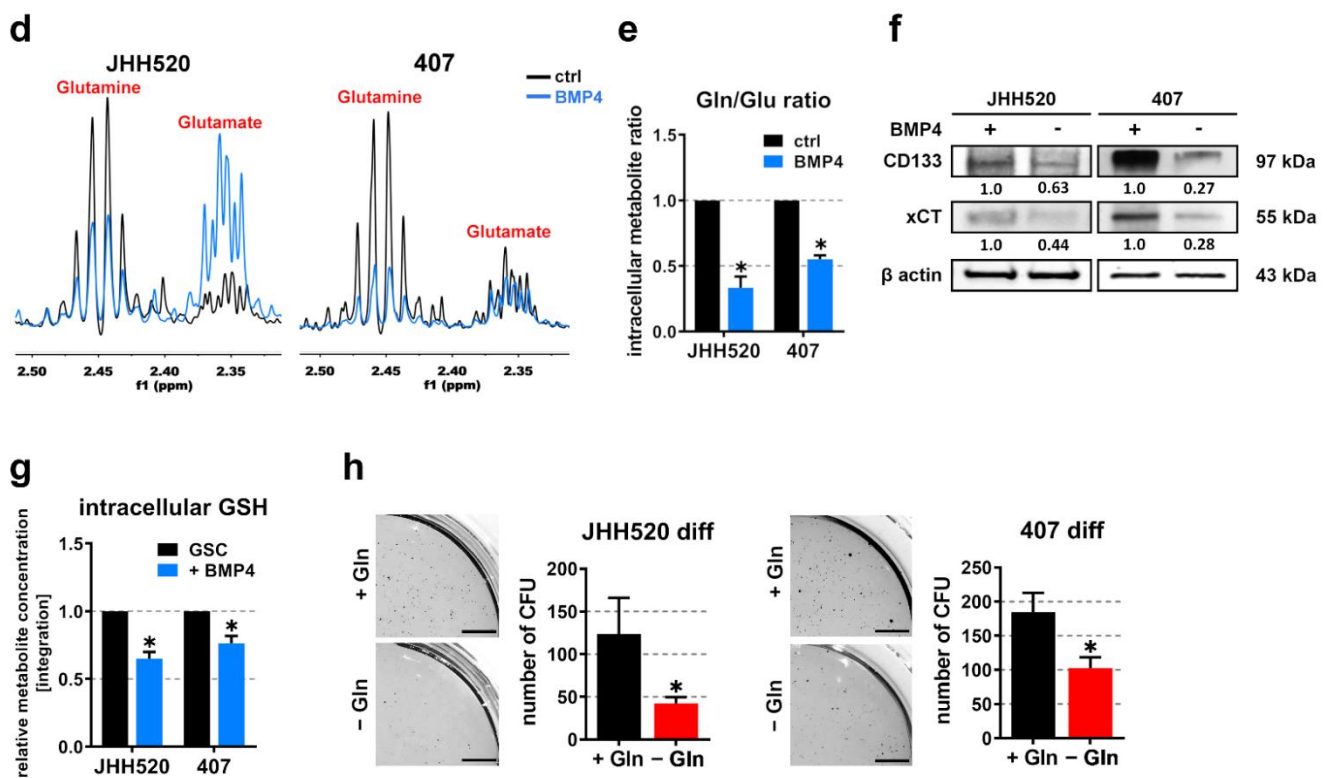 d
JHH520
407
Glutamine
Glutamate
Glutamine
Glutamate
ctrl
BMP4
2.50 2.45 2.40 2.35
f1 (ppm)
2.50 2.45 2.40 2.35
f1 (ppm)
e
Gln/Glu ratio
intracellular metabolite ratio
1.5
1.0
0.5
0.0
ctrl
BMP4
*
*
JHH520 407
f
JHH520 407
BMP4 + - + -
CD133 97 kDa
1.0 0.63 1.0 0.27
xCT 55 kDa
1.0 0.44 1.0 0.28
β actin 43 kDa
g
intracellular GSH
relative metabolite concentration
[integration]
1.5
1.0
0.5
0.0
GSC
+ BMP4
*
*
JHH520 407
h
+ Gln
– Gln
JHH520 diff
number of CFU
200
150
100
50
0
*
+ Gln – Gln
+ Gln
– Gln
407 diff
number of CFU
250
200
150
100
50
0
*
+ Gln – Gln